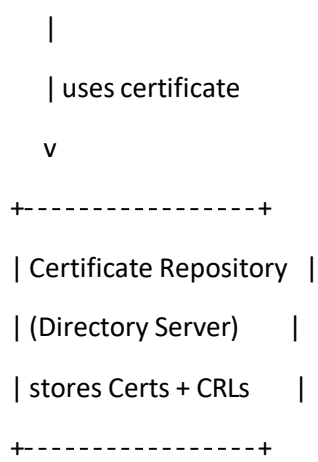 |
| uses certificate
v
+-----------------+
| Certificate Repository |
| (Directory Server) |
| stores Certs + CRLs |
+-----------------+